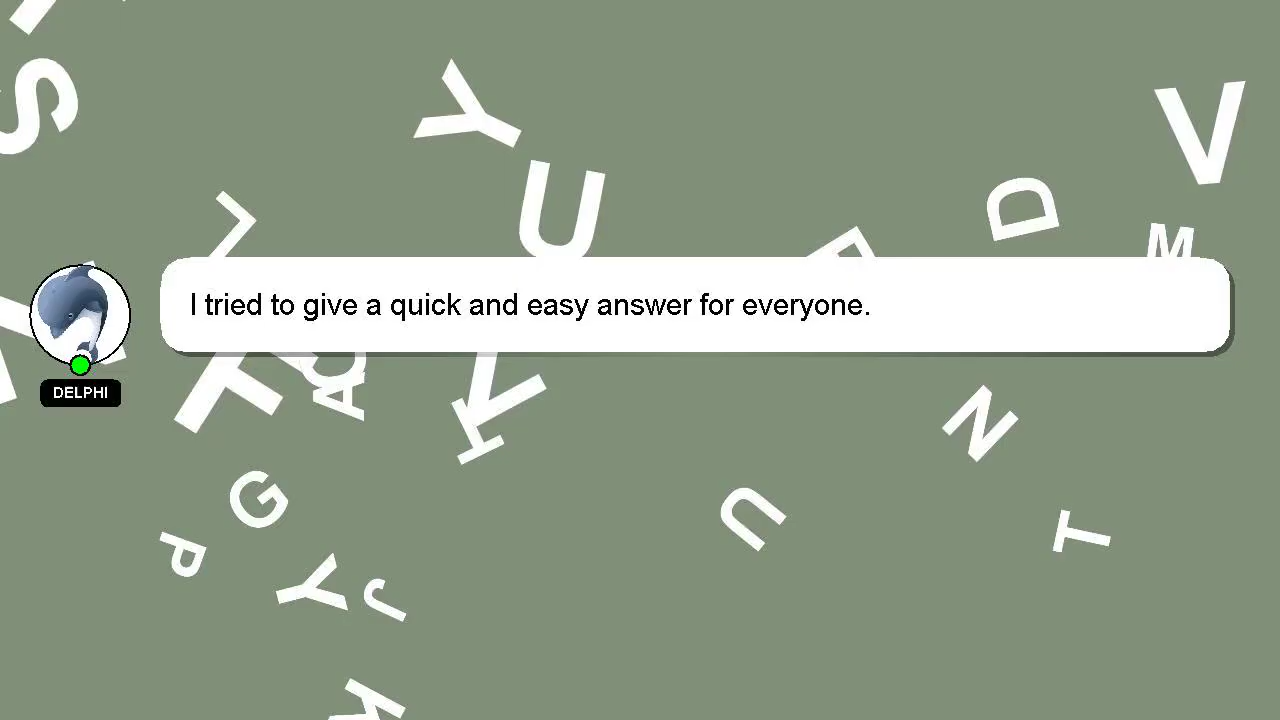 I tried to give a quick and easy answer for everyone.
DELPHI
S
Y
U
V
D
M
L
T
A
N
G
U
T
P
Y
J
K